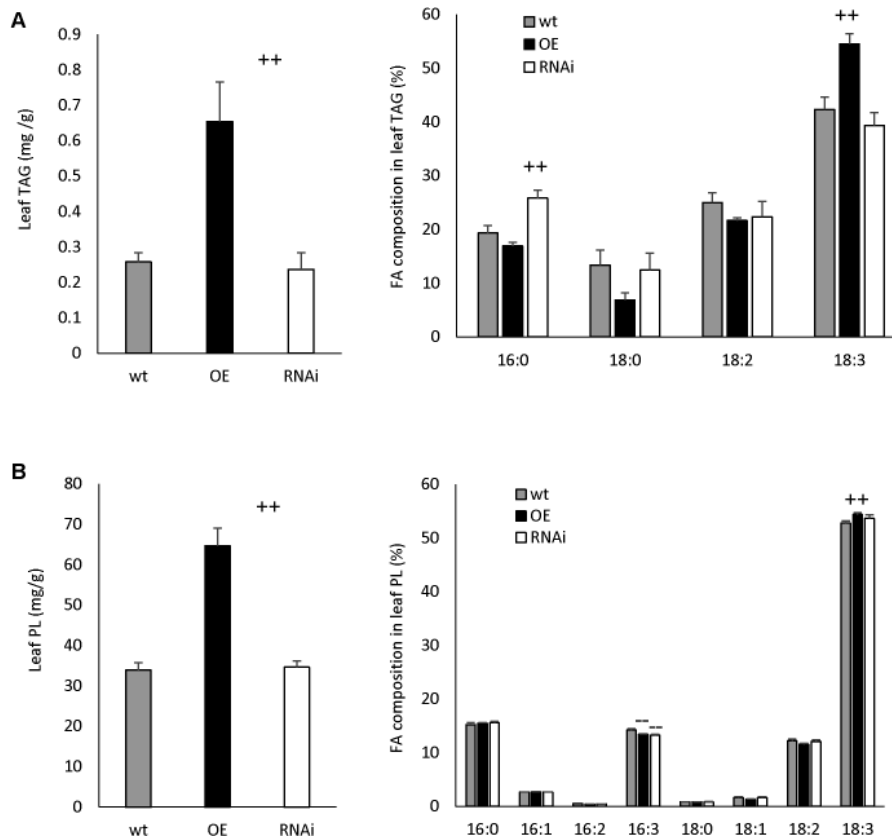 A
Leaf TAG (mg /g)
0.9
0.8
0.7
0.6
0.5
0.4
0.3
0.2
0.1
0
++
wt
OE
RNAi
FA composition in leaf TAG (%)
60
50
40
30
20
10
0
wt
OE
RNAi
++
++
16:0
18:0
18:2
18:3
B
Leaf PL (mg/g)
80
70
60
50
40
30
20
10
0
++
wt
OE
RNAi
FA composition in leaf PL (%)
60
50
40
30
20
10
0
wt
OE
RNAi
++
--
--
16:0
16:1
16:2
16:3
18:0
18:1
18:2
18:3